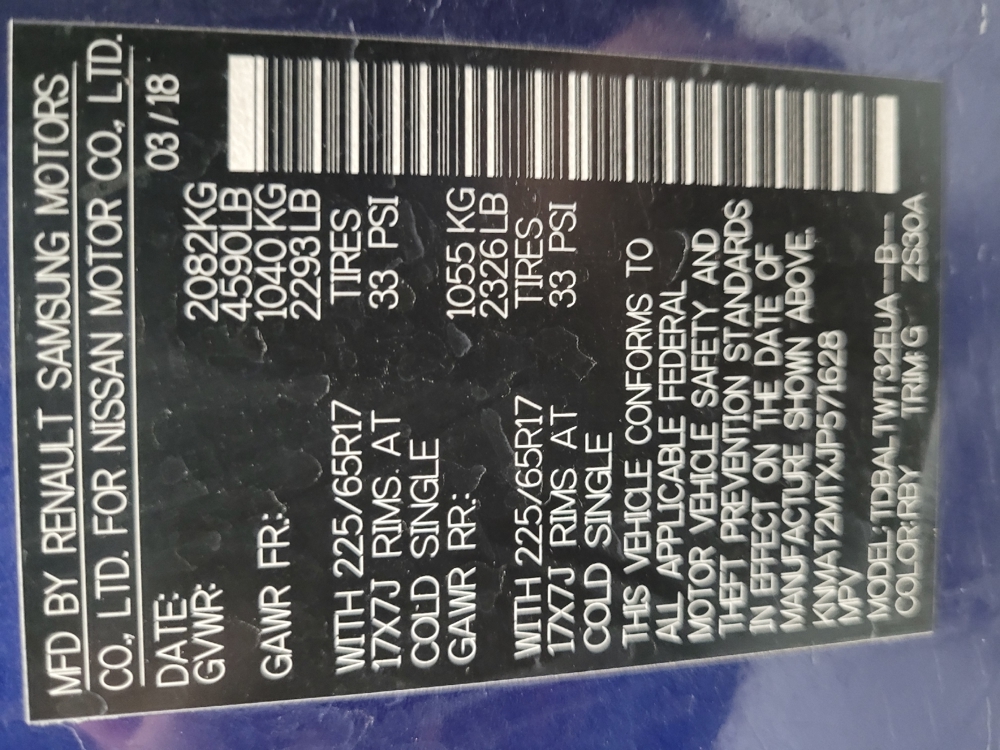 MFD BY RENAULT SAMSUNG MOTORS
CO., LTD. FOR NISSAN MOTOR CO., LTD.
DATE: 03/18
GVWR: 2082KG
4590LB
GAWR FR.: 1040 KG
2293LB
WITH 225/65R17 TIRES
17X7J RIMS AT 33 PSI
COLD SINGLE
GAWR RR.: 1055 KG
2326LB
WITH 225/65R17 TIRES
17X7J RIMS AT 33 PSI
COLD SINGLE
THIS VEHICLE CONFORMS TO
ALL APPLICABLE FEDERAL
MOTOR VEHICLE SAFETY AND
THEFT PREVENTION STANDARDS
IN EFFECT ON THE DATE OF
MANUFACTURE SHOWN ABOVE.
KNMAT2MTXJP571628
MPV
MODEL: TDBALTWT32EUA--B---
COLOR: RBY TRIM: G ZS30A